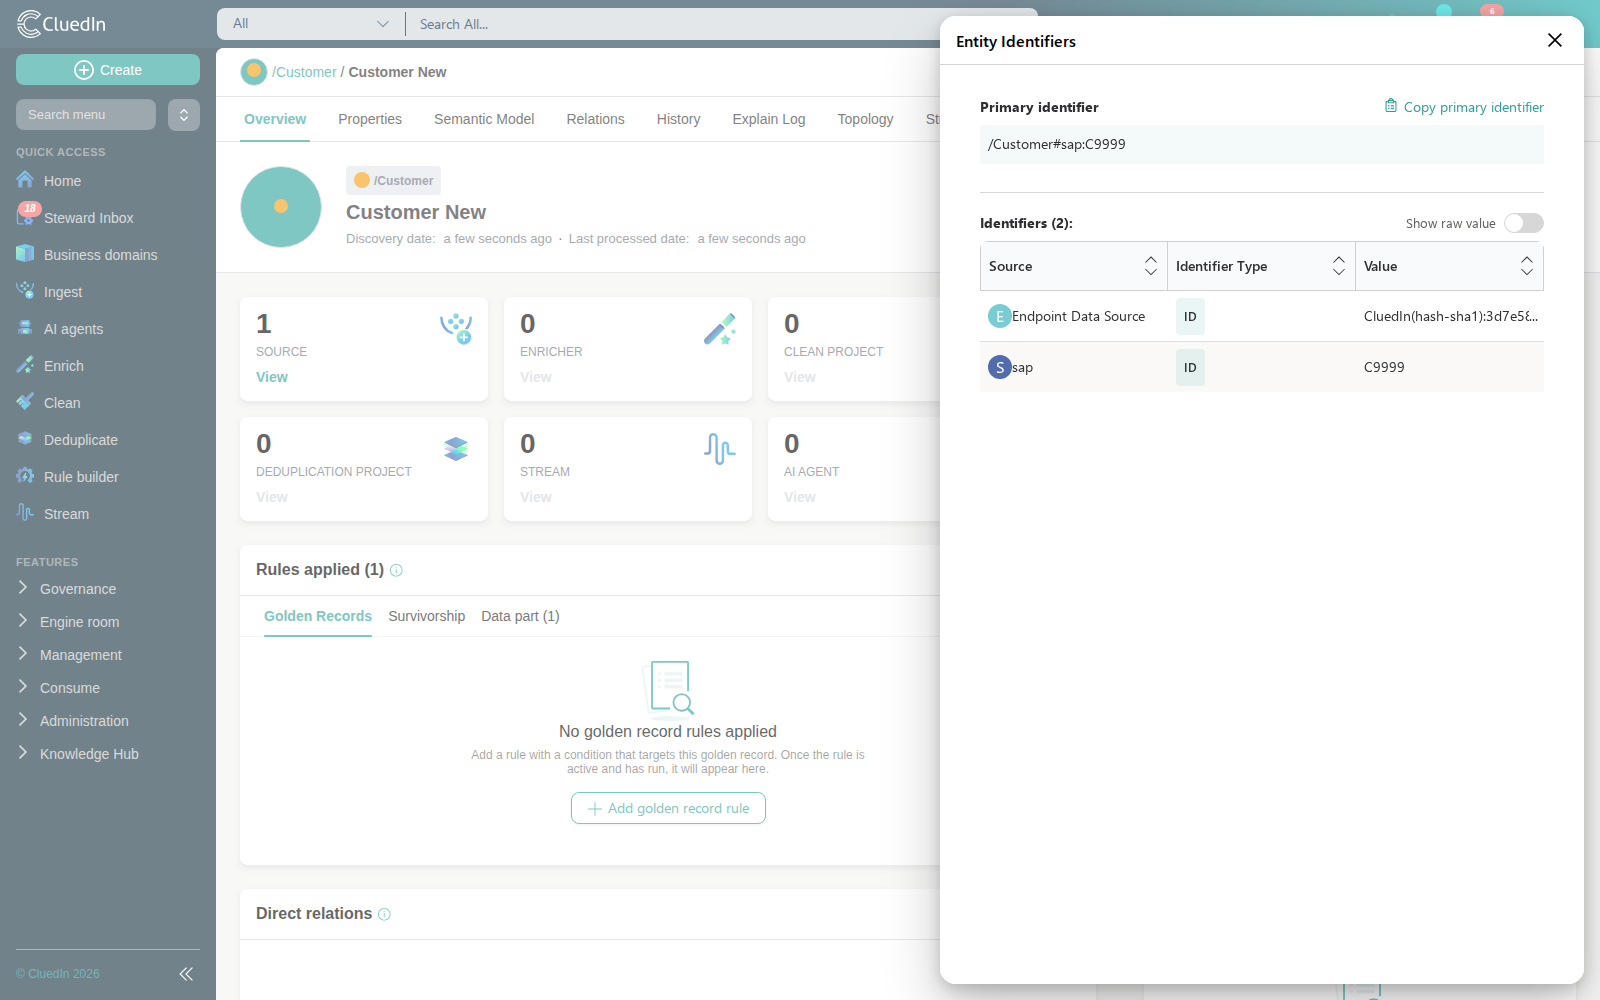 CluedIn
All
Search All...
6
Create
Search menu
QUICK ACCESS
Home
18
Steward Inbox
Business domains
Ingest
AI agents
Enrich
Clean
Deduplicate
Rule builder
Stream
FEATURES
Governance
Engine room
Management
Consume
Administration
Knowledge Hub
© CluedIn 2026
/Customer / Customer New
Overview Properties Semantic Model Relations History Explain Log Topology
/Customer
Customer New
Discovery date: a few seconds ago · Last processed date: a few seconds ago
1
SOURCE
View
0
ENRICHER
View
0
CLEAN PROJECT
View
0
DEDUPLICATION PROJECT
View
0
STREAM
View
0
AI AGENT
View
Rules applied (1)
Golden Records Survivorship Data part (1)
No golden record rules applied
Add a rule with a condition that targets this golden record. Once the rule is
active and has run, it will appear here.
Add golden record rule
Direct relations
Entity Identifiers
Primary identifier
Copy primary identifier
/Customer#sap:C9999
Identifiers (2):
Show raw value
Source Identifier Type Value
E Endpoint Data Source ID CluedIn(hash-sha1):3d7e58...
S sap ID C9999